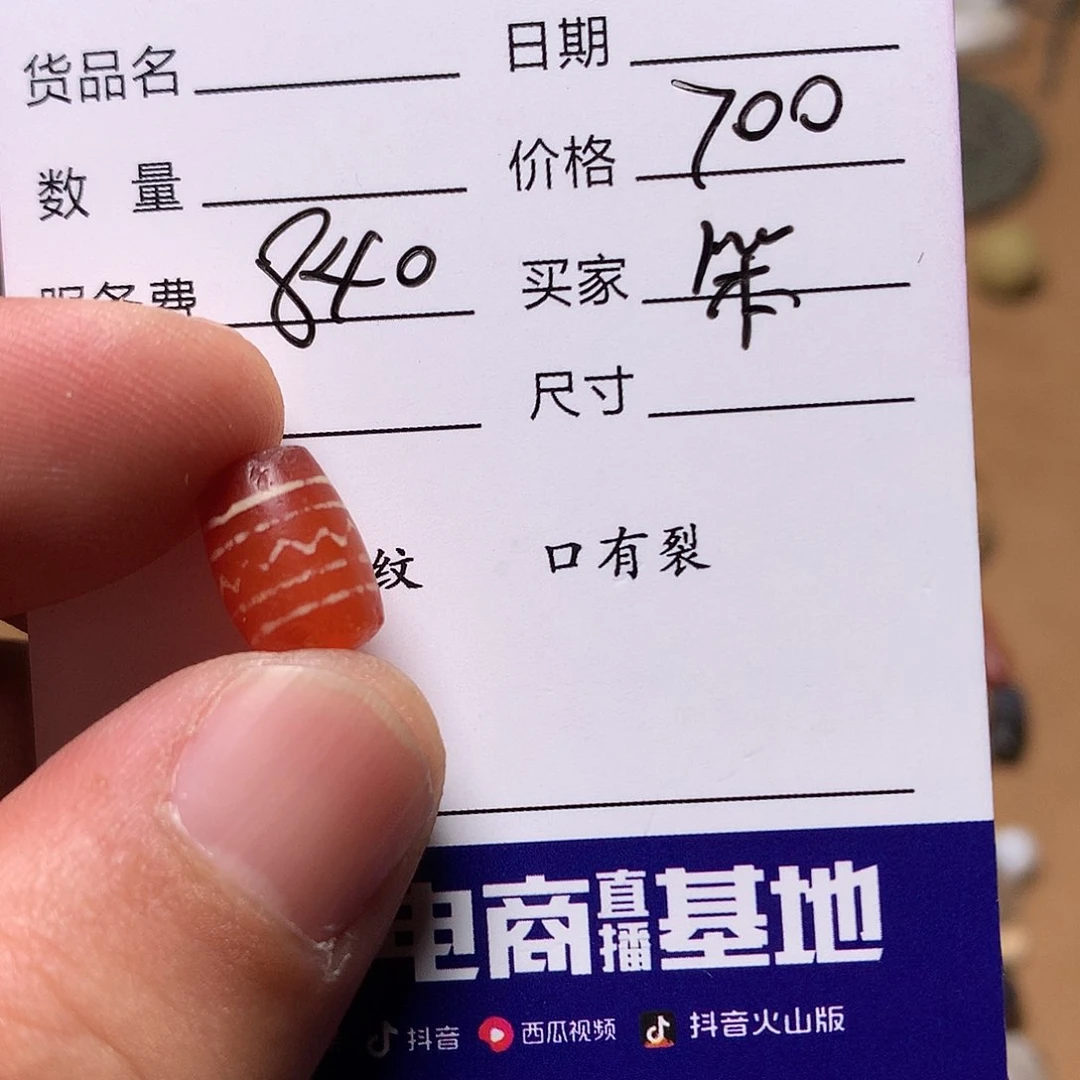 货品名 日期
数 量 价格 700
服务费 840 买家 笨
尺寸
纹 口有裂
电商直播基地
抖音 西瓜视频 抖音火山版